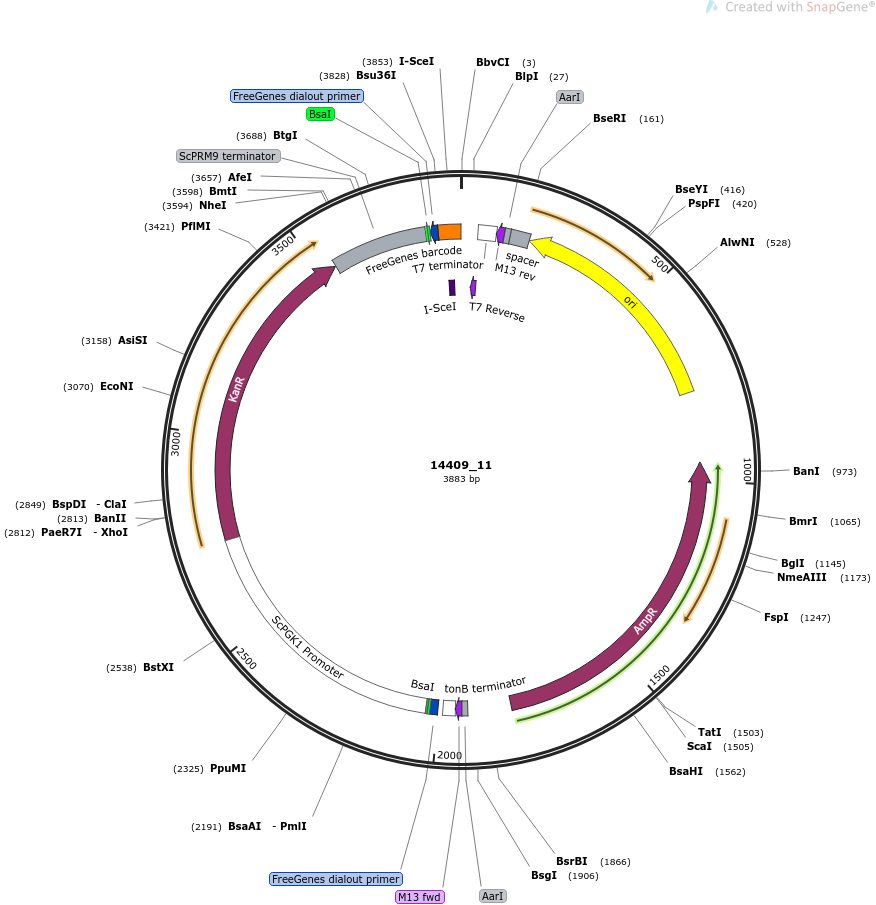 Created with SnapGene®
(3853) I-SceI
BbvCI (3)
(3828) Bsu36I
BlpI (27)
FreeGenes dialout primer
AarI
BsaI
BseRI (161)
(3688) BtgI
ScPRM9 terminator
(3657) AfeI
(3598) BmtI
(3594) NheI
(3421) PflMI
BseYI (416)
PspFI (420)
AlwNI (528)
3500
500
FreeGenes barcode
T7 terminator
spacer
M13 rev
I-SceI
T7 Reverse
ori
(3158) AsiSI
(3070) EcoNI
KanR
3000
14409_11
3883 bp
1000
BanI (973)
(2849) BspDI - ClaI
(2813) BanII
(2812) PaeR7I - XhoI
BmrI (1065)
BglI (1145)
NmeAIII (1173)
FspI (1247)
AmpR
ScPGK1 Promoter
2500
1500
(2538) BstXI
BsaI
tonB terminator
TatI (1503)
ScaI (1505)
2000
(2325) PpuMI
BsaHI (1562)
(2191) BsaAI - PmlI
BsrBI (1866)
BsgI (1906)
FreeGenes dialout primer
M13 fwd
AarI